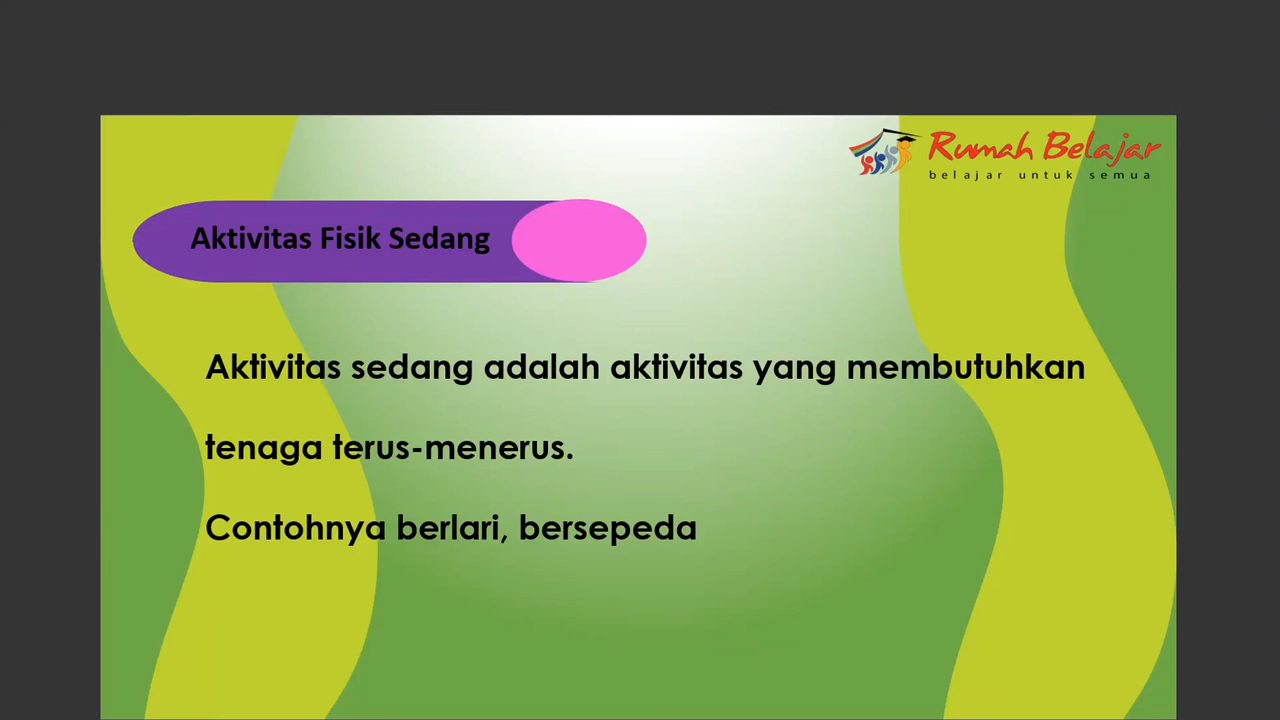 Rumah Belajar
belajar untuk semua
Aktivitas Fisik Sedang
Aktivitas sedang adalah aktivitas yang membutuhkan
tenaga terus-menerus.
Contohnya berlari, bersepeda